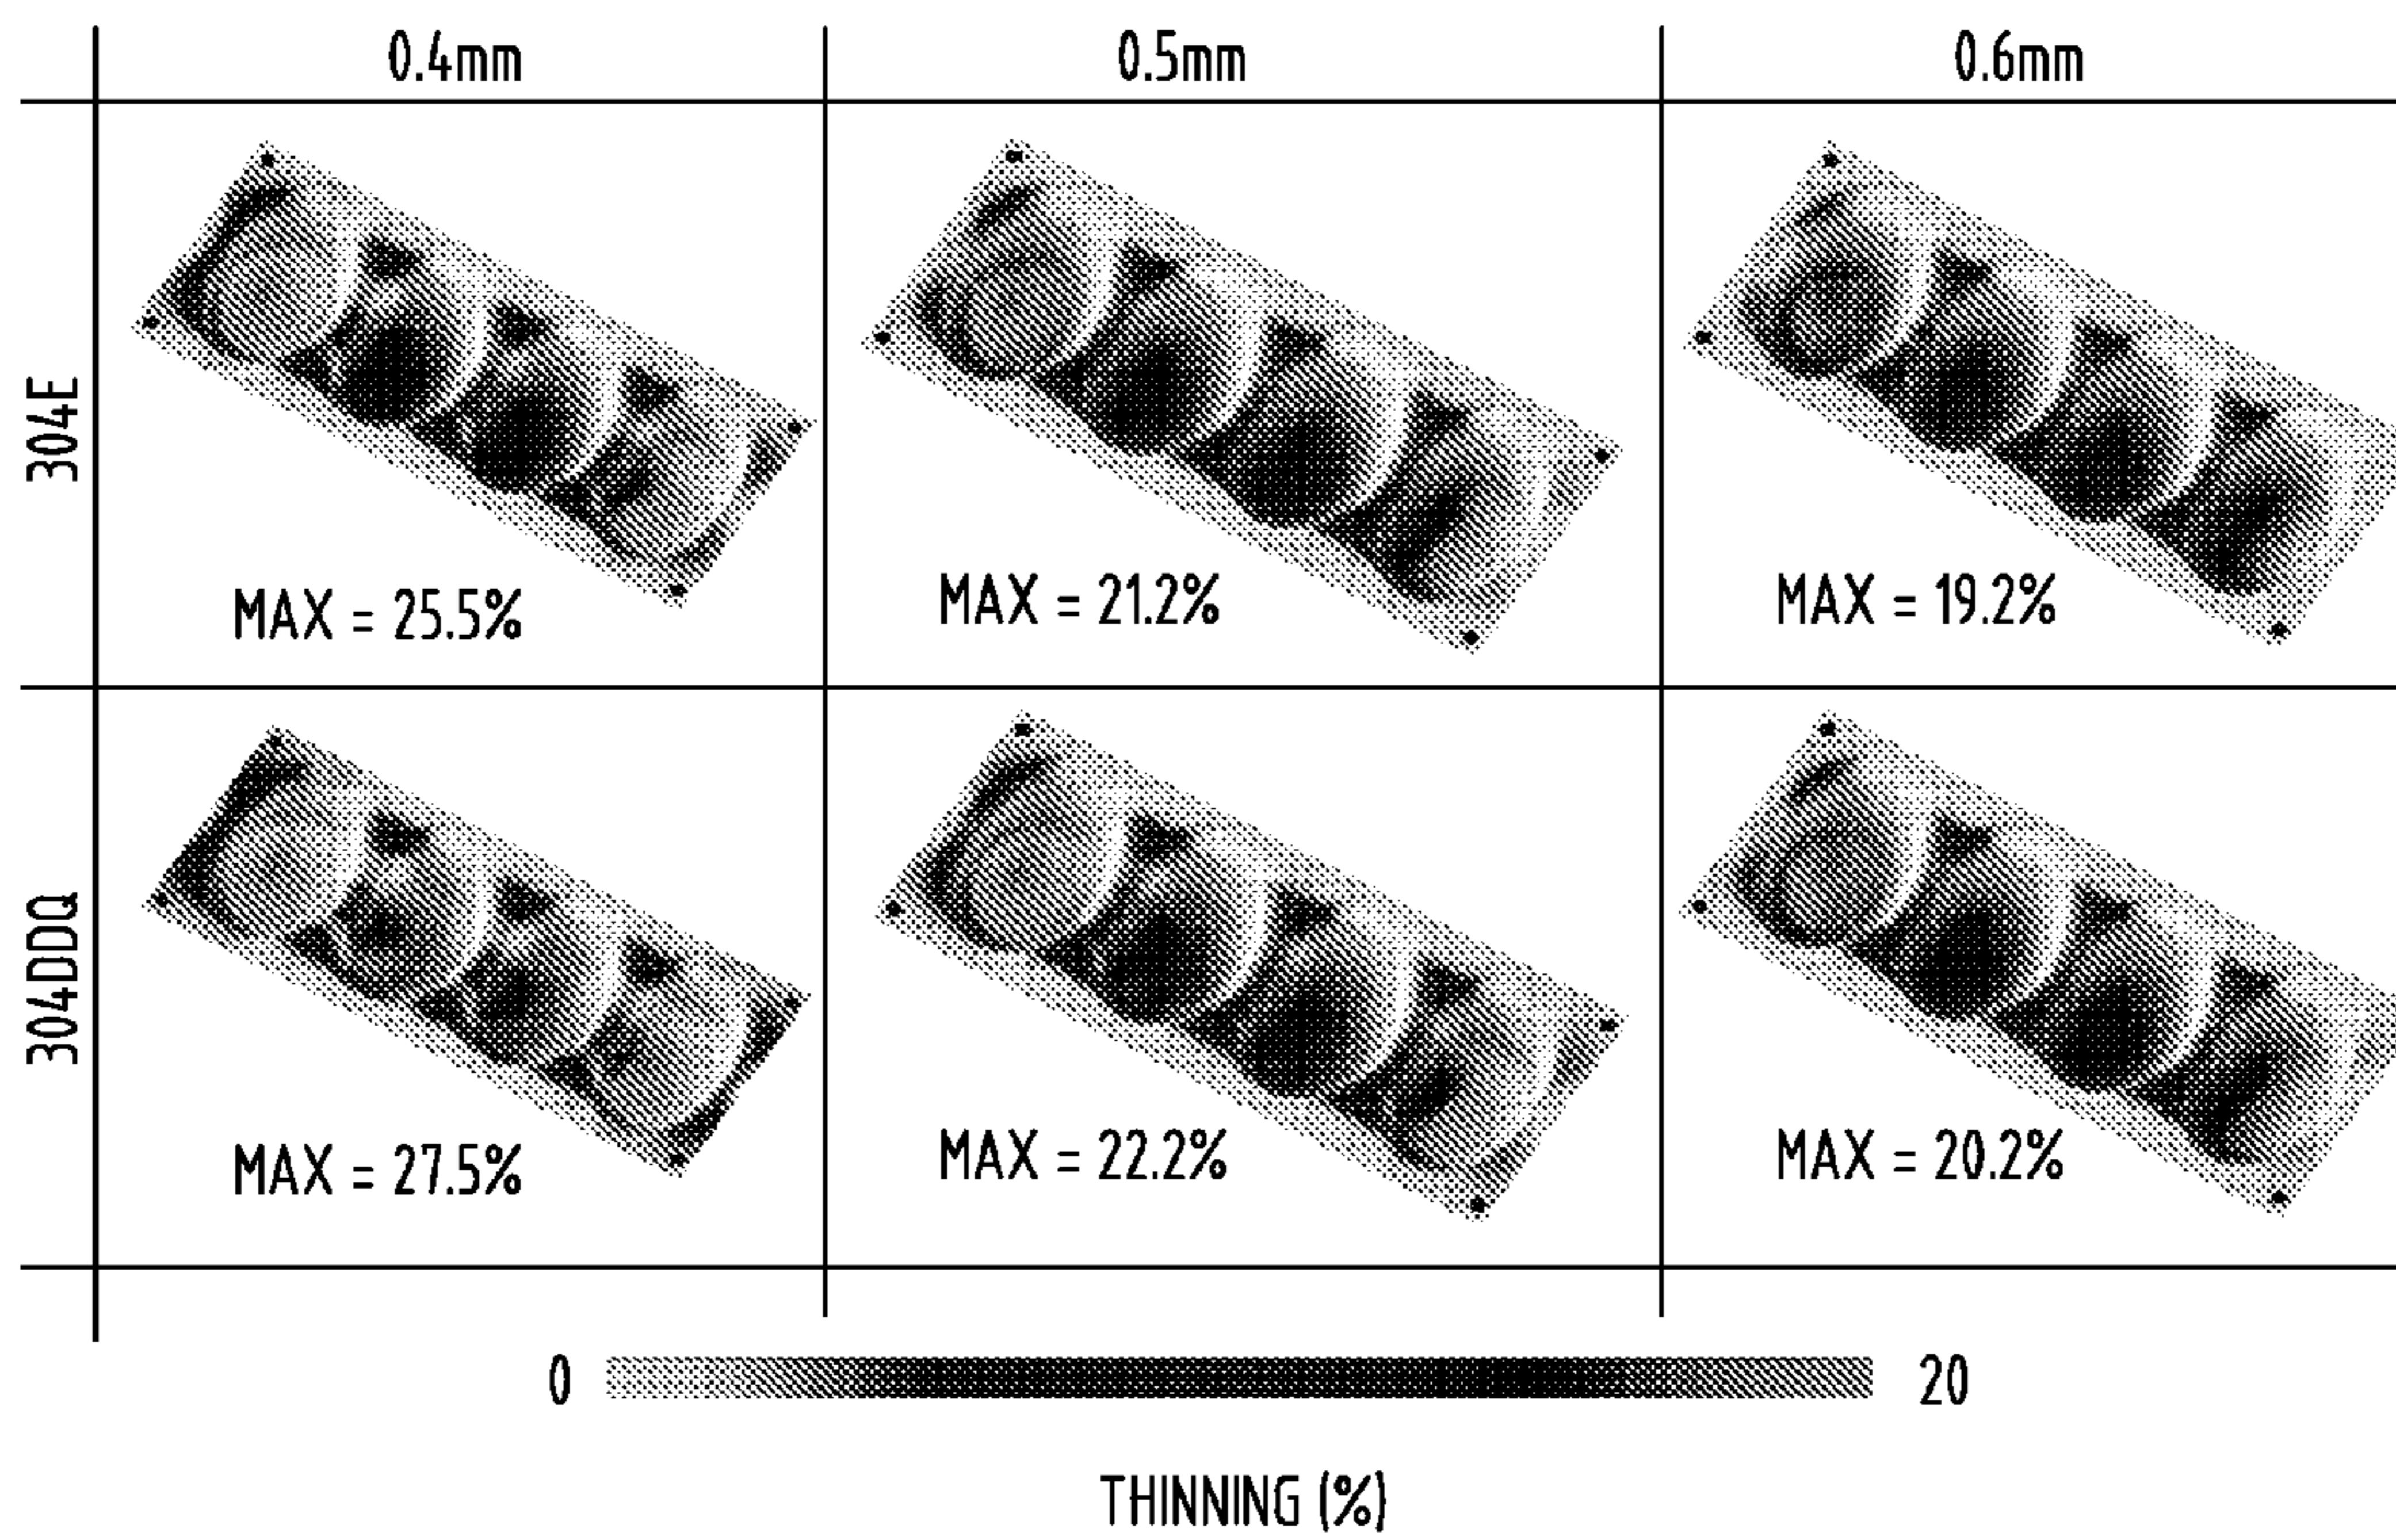 0.4mm 0.5mm 0.6mm
304E
MAX = 25.5% MAX = 21.2% MAX = 19.2%
304DDQ
MAX = 27.5% MAX = 22.2% MAX = 20.2%
0 20
THINNING (%)